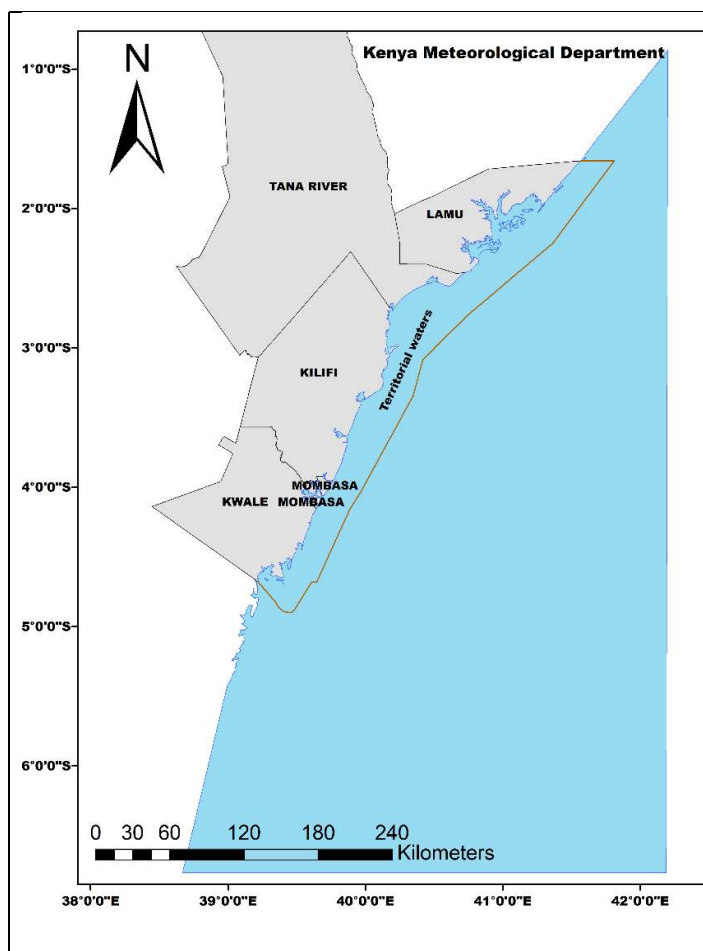 Kenya Meteorological Department
N
1°0'0"S
2°0'0"S
3°0'0"S
4°0'0"S
5°0'0"S
6°0'0"S
TANA RIVER
LAMU
Territorial waters
KILIFI
MOMBASA
KWALE MOMBASA
0 30 60 120 180 240
Kilometers
38°0'0"E 39°0'0"E 40°0'0"E 41°0'0"E 42°0'0"E